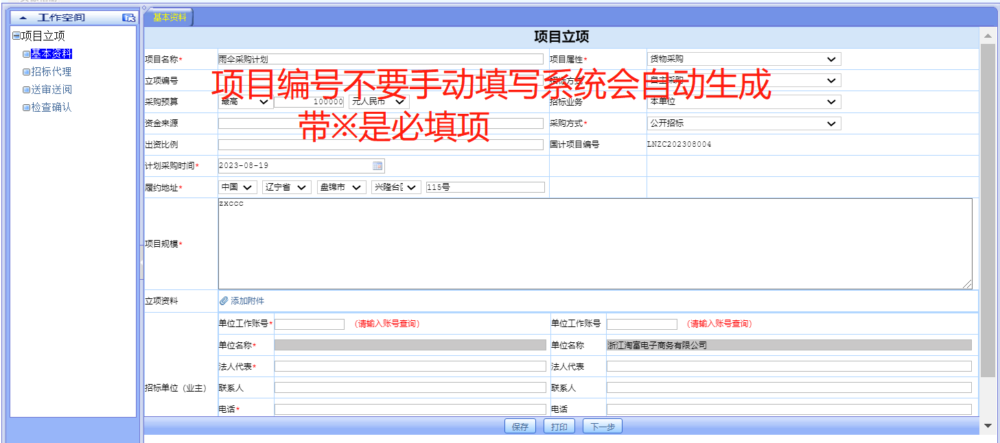 工作空间
基本资料
项目立项
基本资料
招标代理
送审送阅
检查确认
项目立项
项目名称* 雨伞采购计划 项目属性* 货物采购
项目编号不要手动填写系统会自动生成
立项编号 招标方式 自主采购
采购预算 最高 100000 元人民币 招标业务 本单位
带※是必填项
资金来源 采购方式* 公开招标
出资比例 国计项目编号 LNZC202308004
计划采购时间* 2023-08-19
履约地址* 中国 辽宁省 盘锦市 兴隆台 115号
项目规模* zxccc
立项资料 添加附件
招标单位（业主）
单位工作账号* （请输入账号查询） 单位工作账号 （请输入账号查询）
单位名称* 单位名称 浙江淘富电子商务有限公司
法人代表* 法人代表
联系人 联系人
电话* 电话
保存 打印 下一步